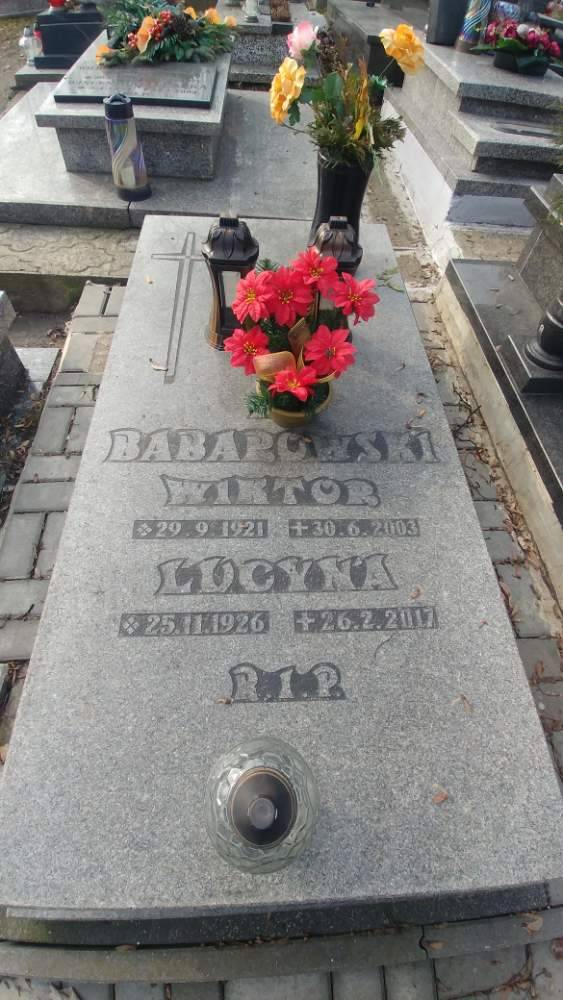 BABAROWSKI
WIKTOR
29.9.1921 +30.6.2003
LUCYNA
25.11.1926 +26.2.2017
R.I.P.